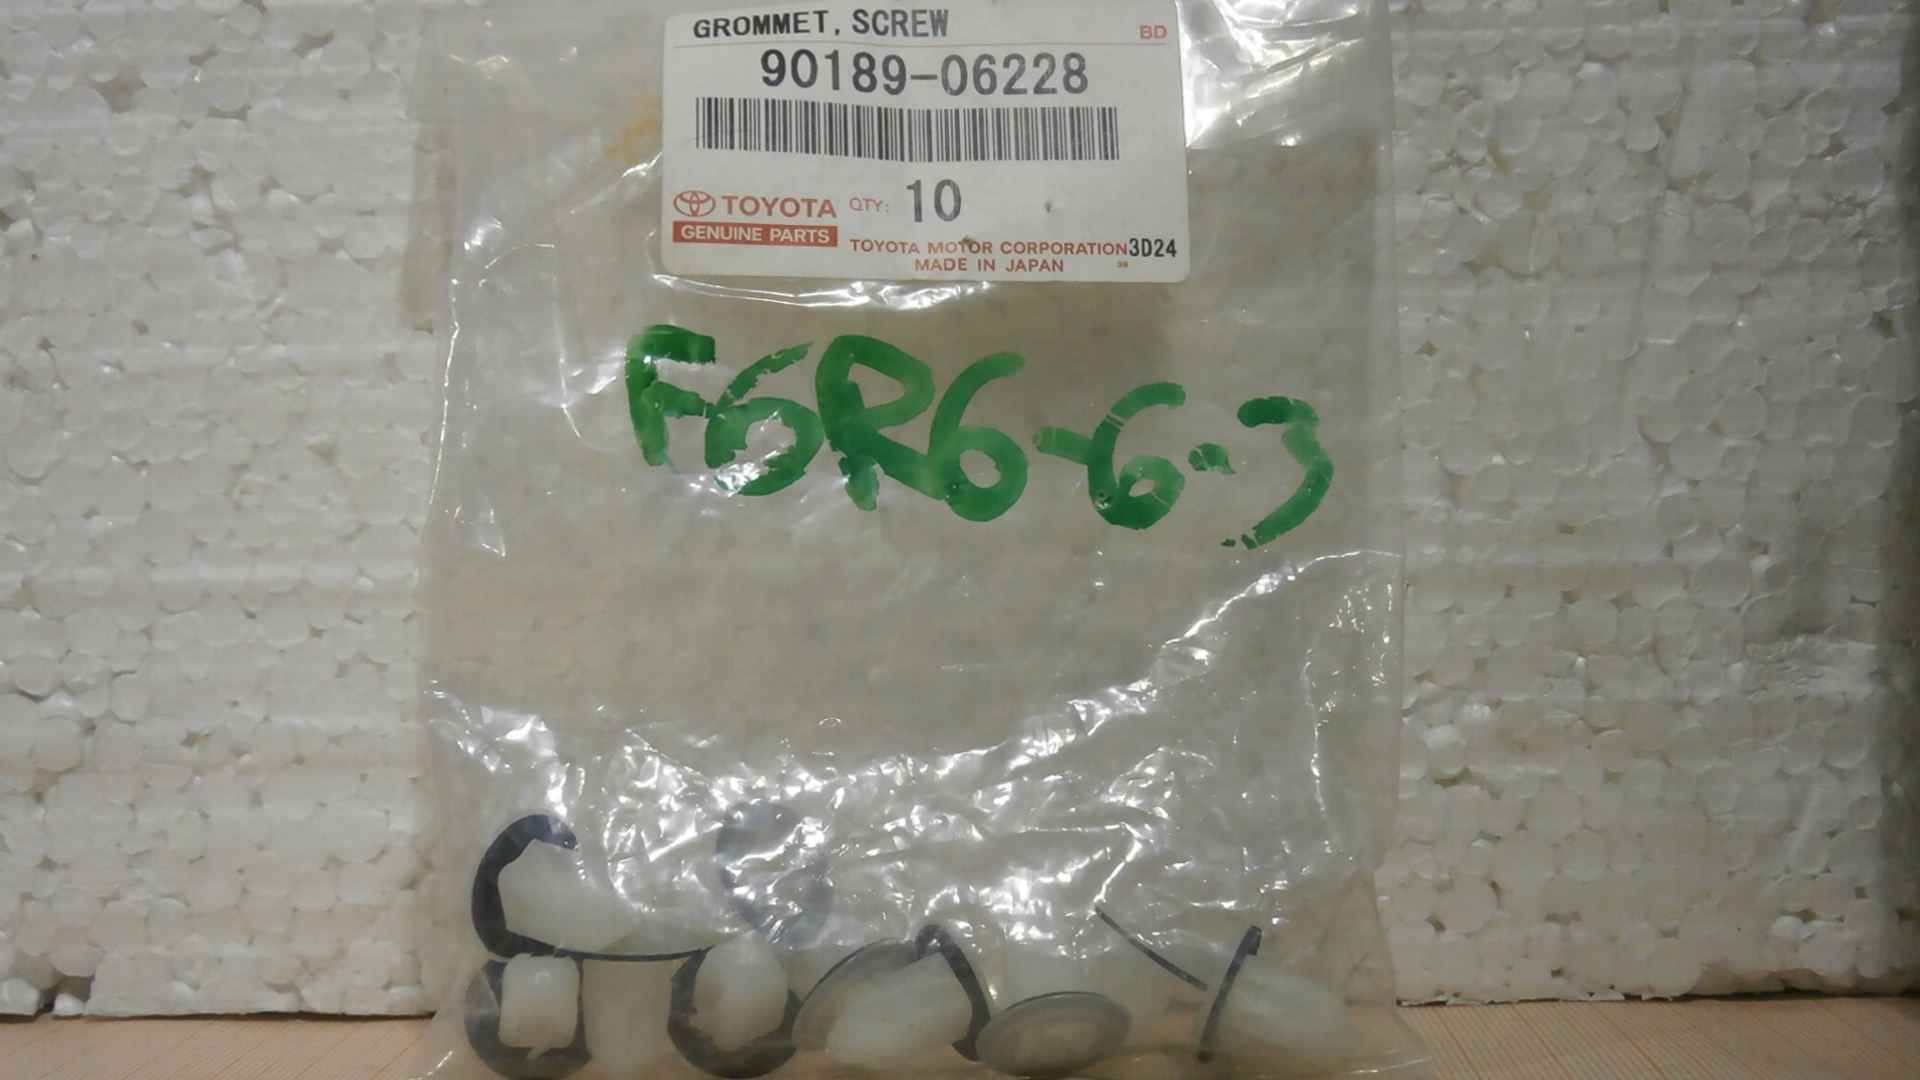 GROMMET, SCREW BD
90189-06228
TOYOTA QTY: 10
GENUINE PARTS
TOYOTA MOTOR CORPORATION 3D24
MADE IN JAPAN
F6R6-6-3